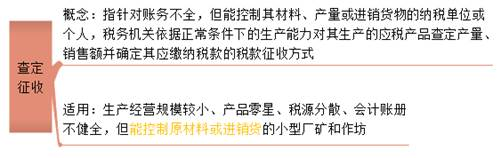 概念：指针对账务不全，但能控制其材料、产量或进销货物的纳税单位或
个人，税务机关依据正常条件下的生产能力对其生产的应税产品查定产量、
销售额并确定其应缴纳税款的税款征收方式
查定
征收
适用：生产经营规模较小、产品零星、税源分散、会计账册
不健全，但能控制原材料或进销货的小型厂矿和作坊